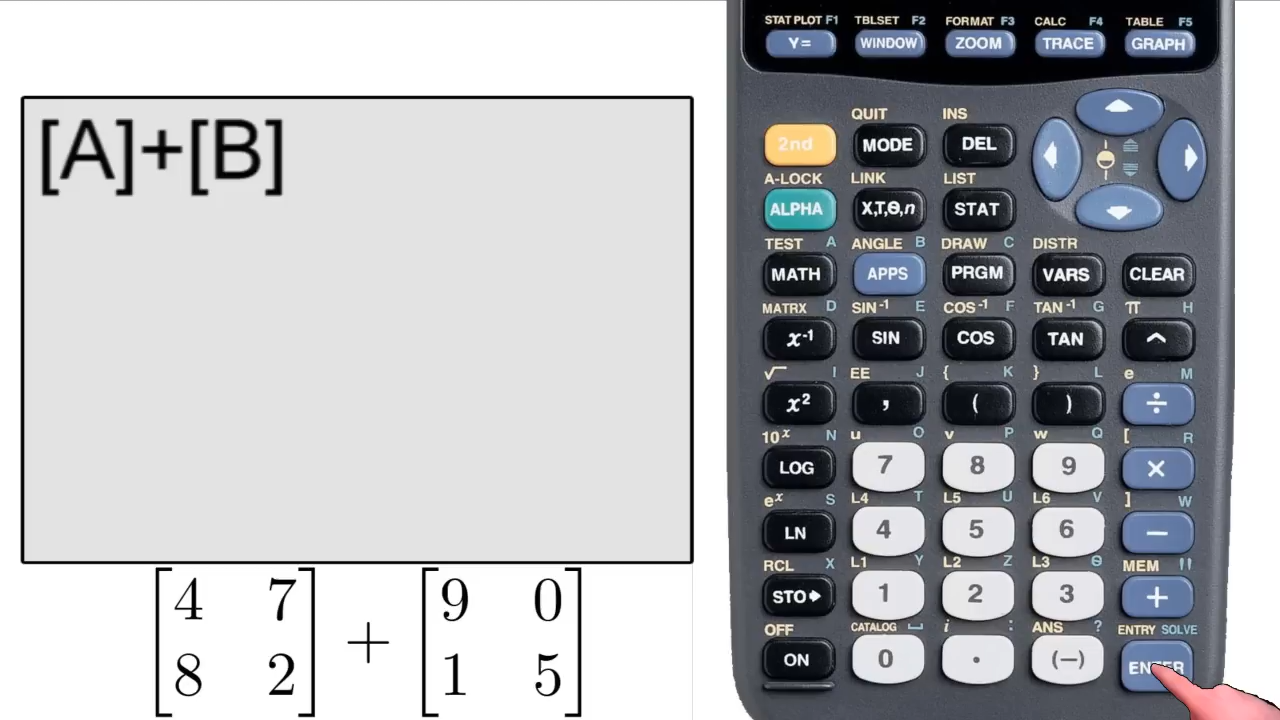 STAT PLOT F1 TBLSET F2 FORMAT F3 CALC F4 TABLE F5
Y= WINDOW ZOOM TRACE GRAPH
[A]+[B]
QUIT INS
2nd MODE DEL
A-LOCK LINK LIST
ALPHA X,T,Θ,n STAT
TEST A ANGLE B DRAW C DISTR
MATH APPS PRGM VARS CLEAR
MATRX D SIN⁻¹ E COS⁻¹ F TAN⁻¹ G π H
x⁻¹ SIN COS TAN ^
√ I EE J { K } L e M
x² , ( ) ÷
10ˣ N u O v P w Q [ R
LOG 7 8 9 ×
eˣ S L4 T L5 U L6 V ] W
LN 4 5 6 −
RCL X L1 Y L2 Z L3 Θ MEM "
STO► 1 2 3 +
OFF CATALOG ⎵ i : ANS ? ENTRY SOLVE
ON 0 . (−) ENTER
[4 7] + [9 0]
[8 2] [1 5]